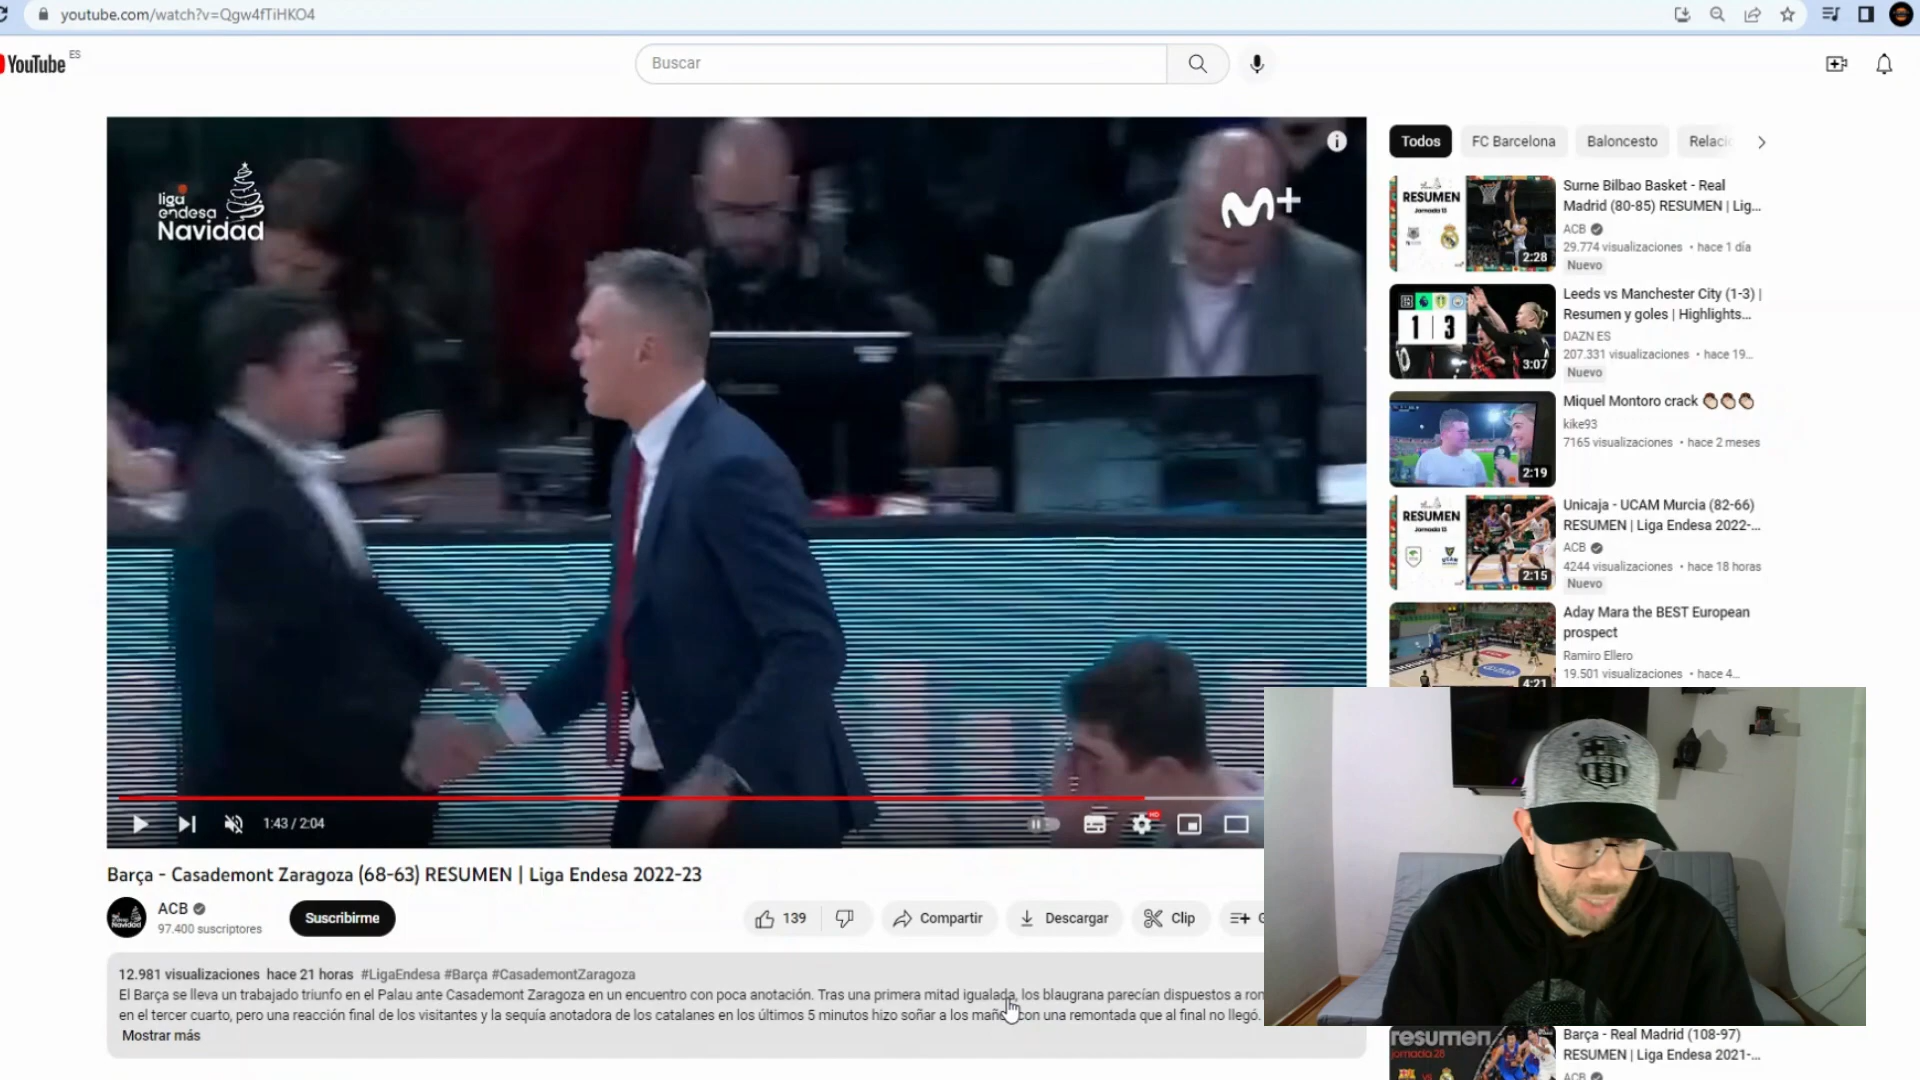 youtube.com/watch?v=Qgw4fTiHKO4
YouTube ES
Buscar
liga
endesa
Navidad
M+
1:43 / 2:04
HD
Barça - Casademont Zaragoza (68-63) RESUMEN | Liga Endesa 2022-23
ACB
97.400 suscriptores
Suscribirme
139
Compartir
Descargar
Clip
12.981 visualizaciones hace 21 horas #LigaEndesa #Barça #CasademontZaragoza
El Barça se lleva un trabajado triunfo en el Palau ante Casademont Zaragoza en un encuentro con poca anotación. Tras una primera mitad igualada, los blaugrana parecían dispuestos a
en el tercer cuarto, pero una reacción final de los visitantes y la sequía anotadora de los catalanes en los últimos 5 minutos hizo soñar a los con una remontada que al final no llegó.
Mostrar más
Todos
FC Barcelona
Baloncesto
Relacio
RESUMEN
Jornada 13
2:28
Surne Bilbao Basket - Real
Madrid (80-85) RESUMEN | Lig...
ACB
29.774 visualizaciones • hace 1 día
Nuevo
1 | 3
3:07
Leeds vs Manchester City (1-3) |
Resumen y goles | Highlights...
DAZN ES
207.331 visualizaciones • hace 19...
Nuevo
2:19
Miquel Montoro crack
kike93
7165 visualizaciones • hace 2 meses
RESUMEN
Jornada 13
2:15
Unicaja - UCAM Murcia (82-66)
RESUMEN | Liga Endesa 2022-...
ACB
4244 visualizaciones • hace 18 horas
Nuevo
4:21
Aday Mara the BEST European
prospect
Ramiro Ellero
19.501 visualizaciones • hace 4...
resumen
jornada 28
Barça - Real Madrid (108-97)
RESUMEN | Liga Endesa 2021-...
ACB